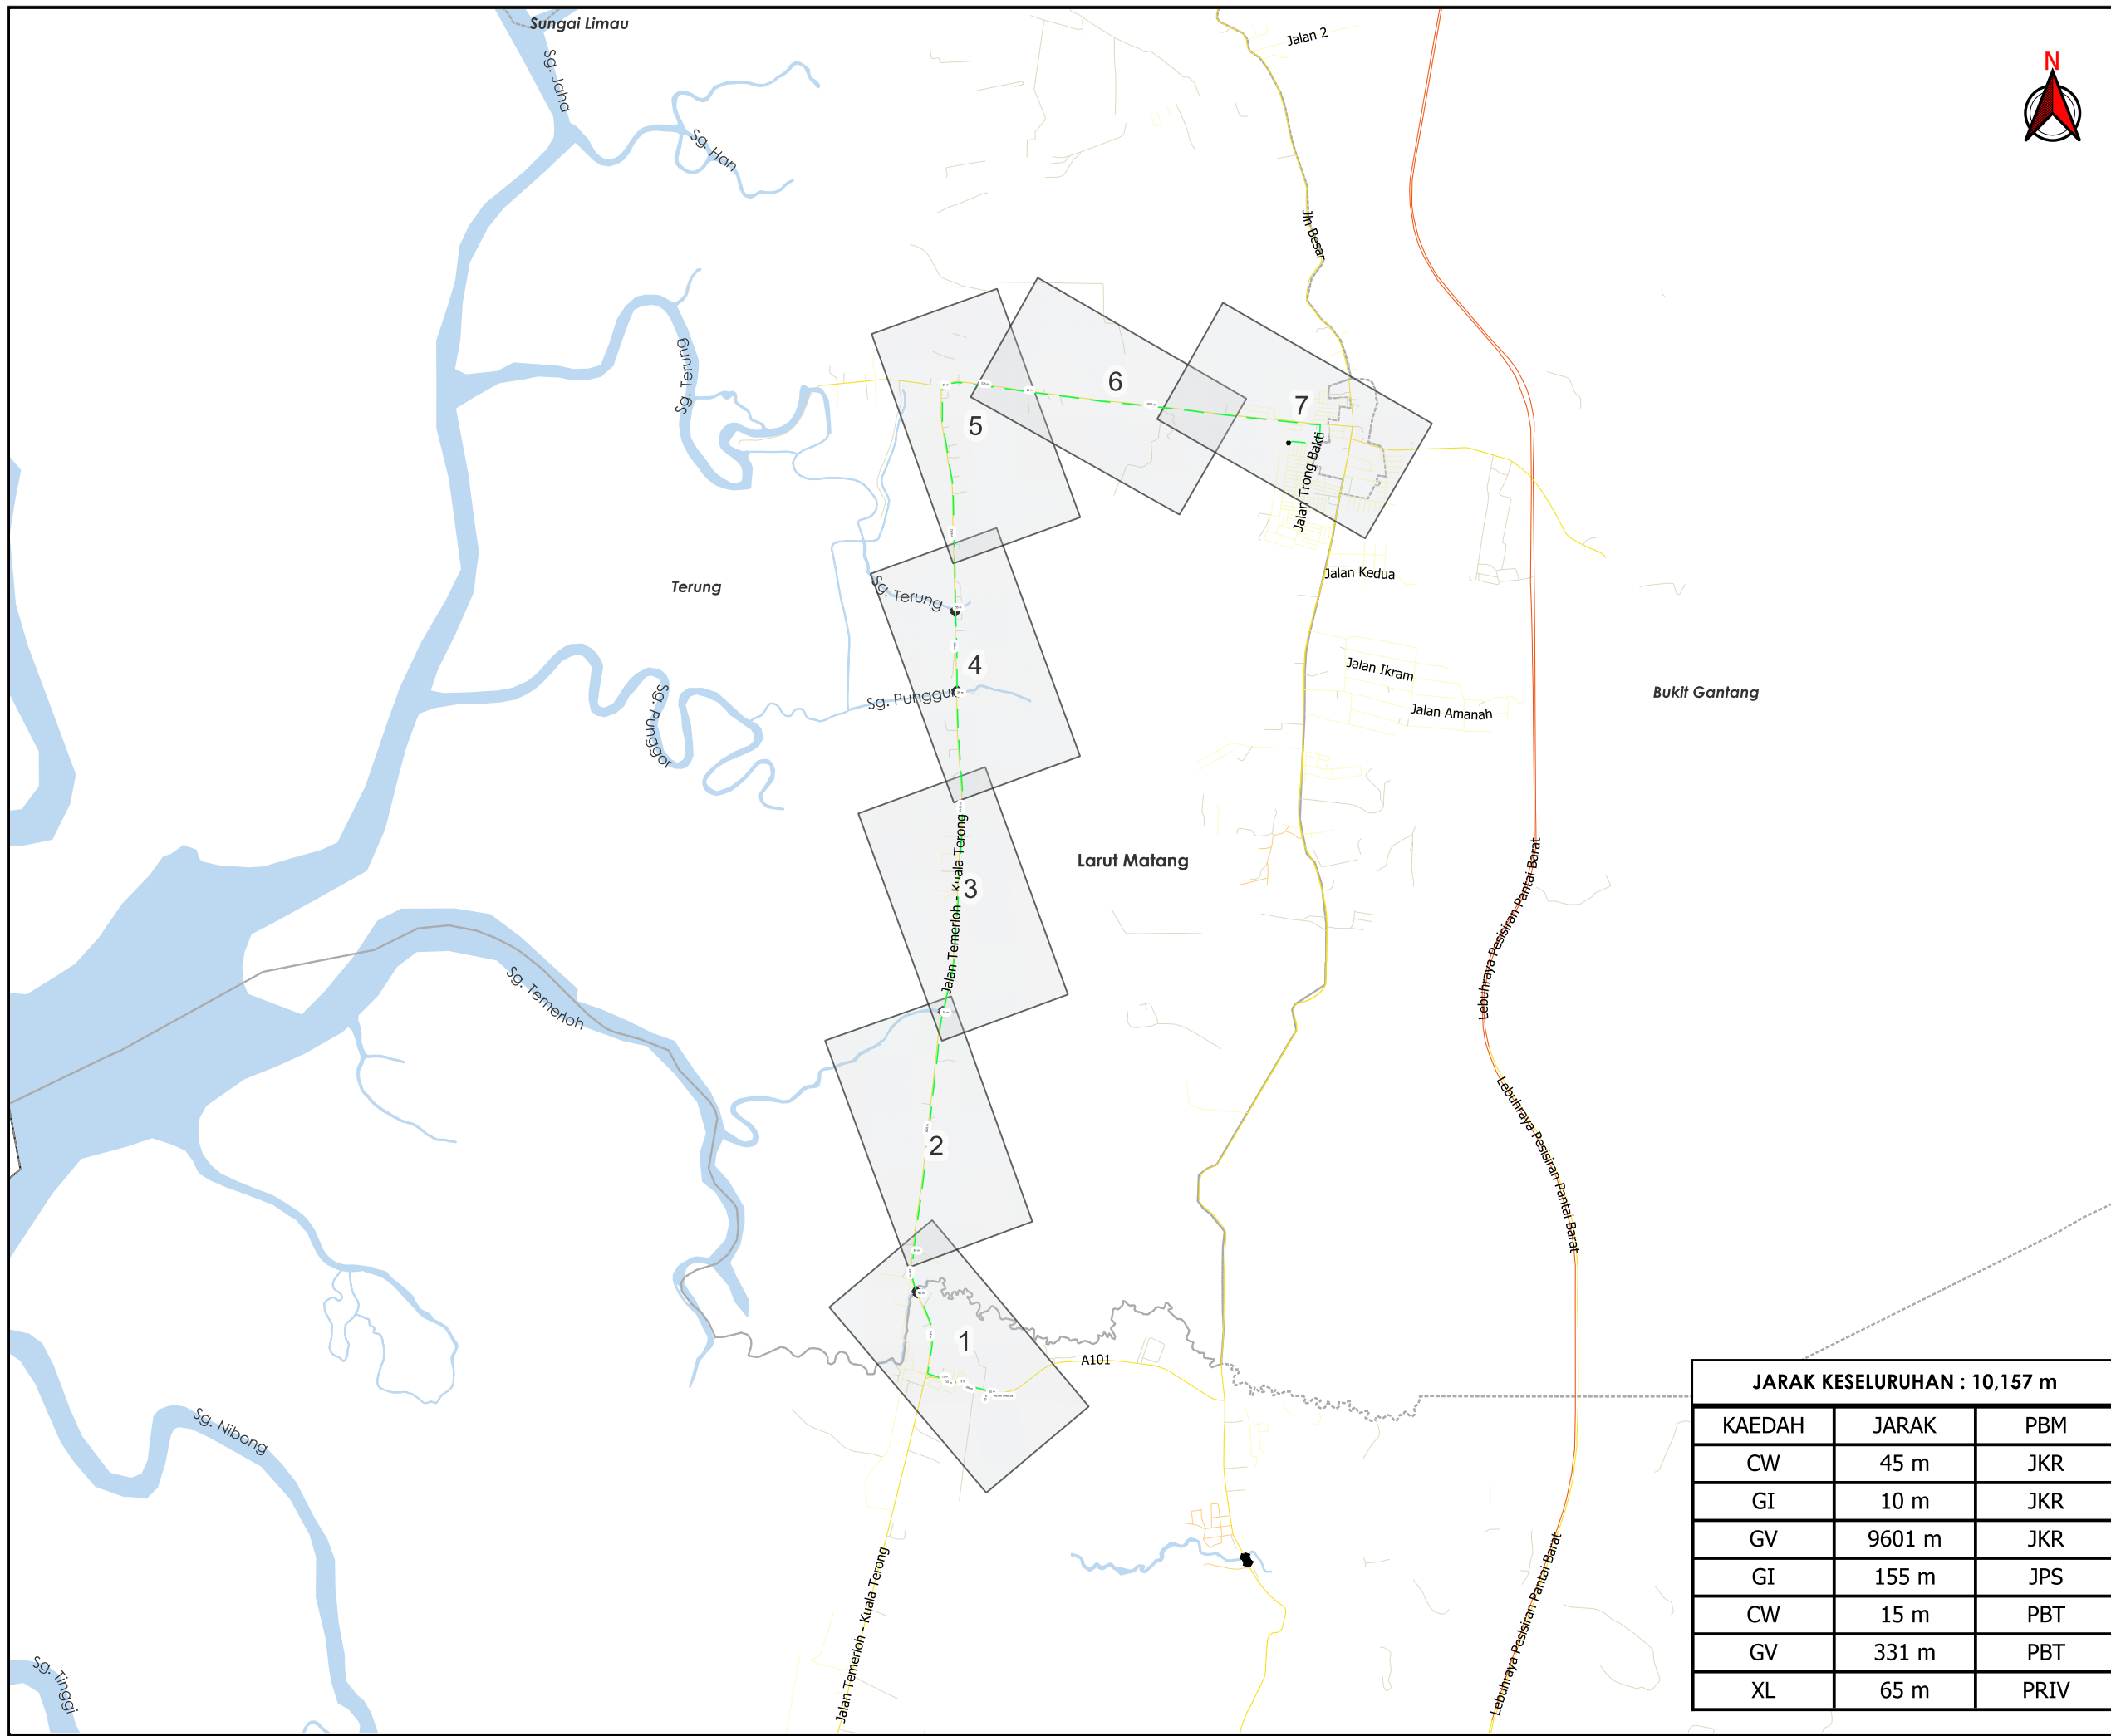 Sungai Limau
Sg. Jaha
Jalan 2
N
Sg. Han
Jln Besar
Sg. Terung
6
7
5
Jalan Trong Bakti
Jalan Kedua
Terung
Sg. Terung
4
Sg. Punggur
Sg. Punggor
Jalan Ikram
Jalan Amanah
Bukit Gantang
Jalan Temerloh - Kuala Terong
3
Larut Matang
Lebuhraya Pesisiran Pantai Barat
Sg. Temerloh
2
Lebuhraya Pesisiran Pantai Barat
1
A101
Sg. Nibong
Jalan Temerloh - Kuala Terong
Lebuhraya Pesisiran Pantai Barat
Sg. Tinggi
JARAK KESELURUHAN : 10,157 m
KAEDAH JARAK PBM
CW 45 m JKR
GI 10 m JKR
GV 9601 m JKR
GI 155 m JPS
CW 15 m PBT
GV 331 m PBT
XL 65 m PRIV